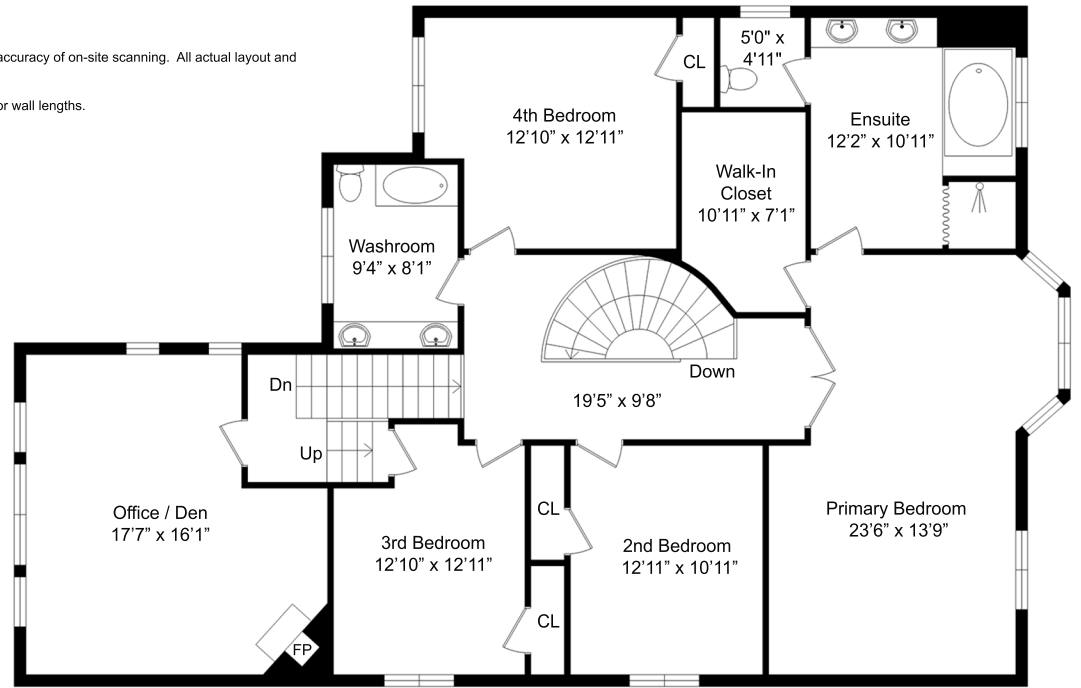 accuracy of on-site scanning. All actual layout and
or wall lengths.
5'0" x
4'11"
CL
4th Bedroom
12’10” x 12’11”
Ensuite
12’2” x 10’11”
Walk-In
Closet
10’11” x 7’1”
Washroom
9’4” x 8’1”
Down
Dn
19’5” x 9’8”
Up
Office / Den
17’7” x 16’1”
CL
Primary Bedroom
23’6” x 13’9”
3rd Bedroom
12’10” x 12’11”
2nd Bedroom
12’11” x 10’11”
CL
FP